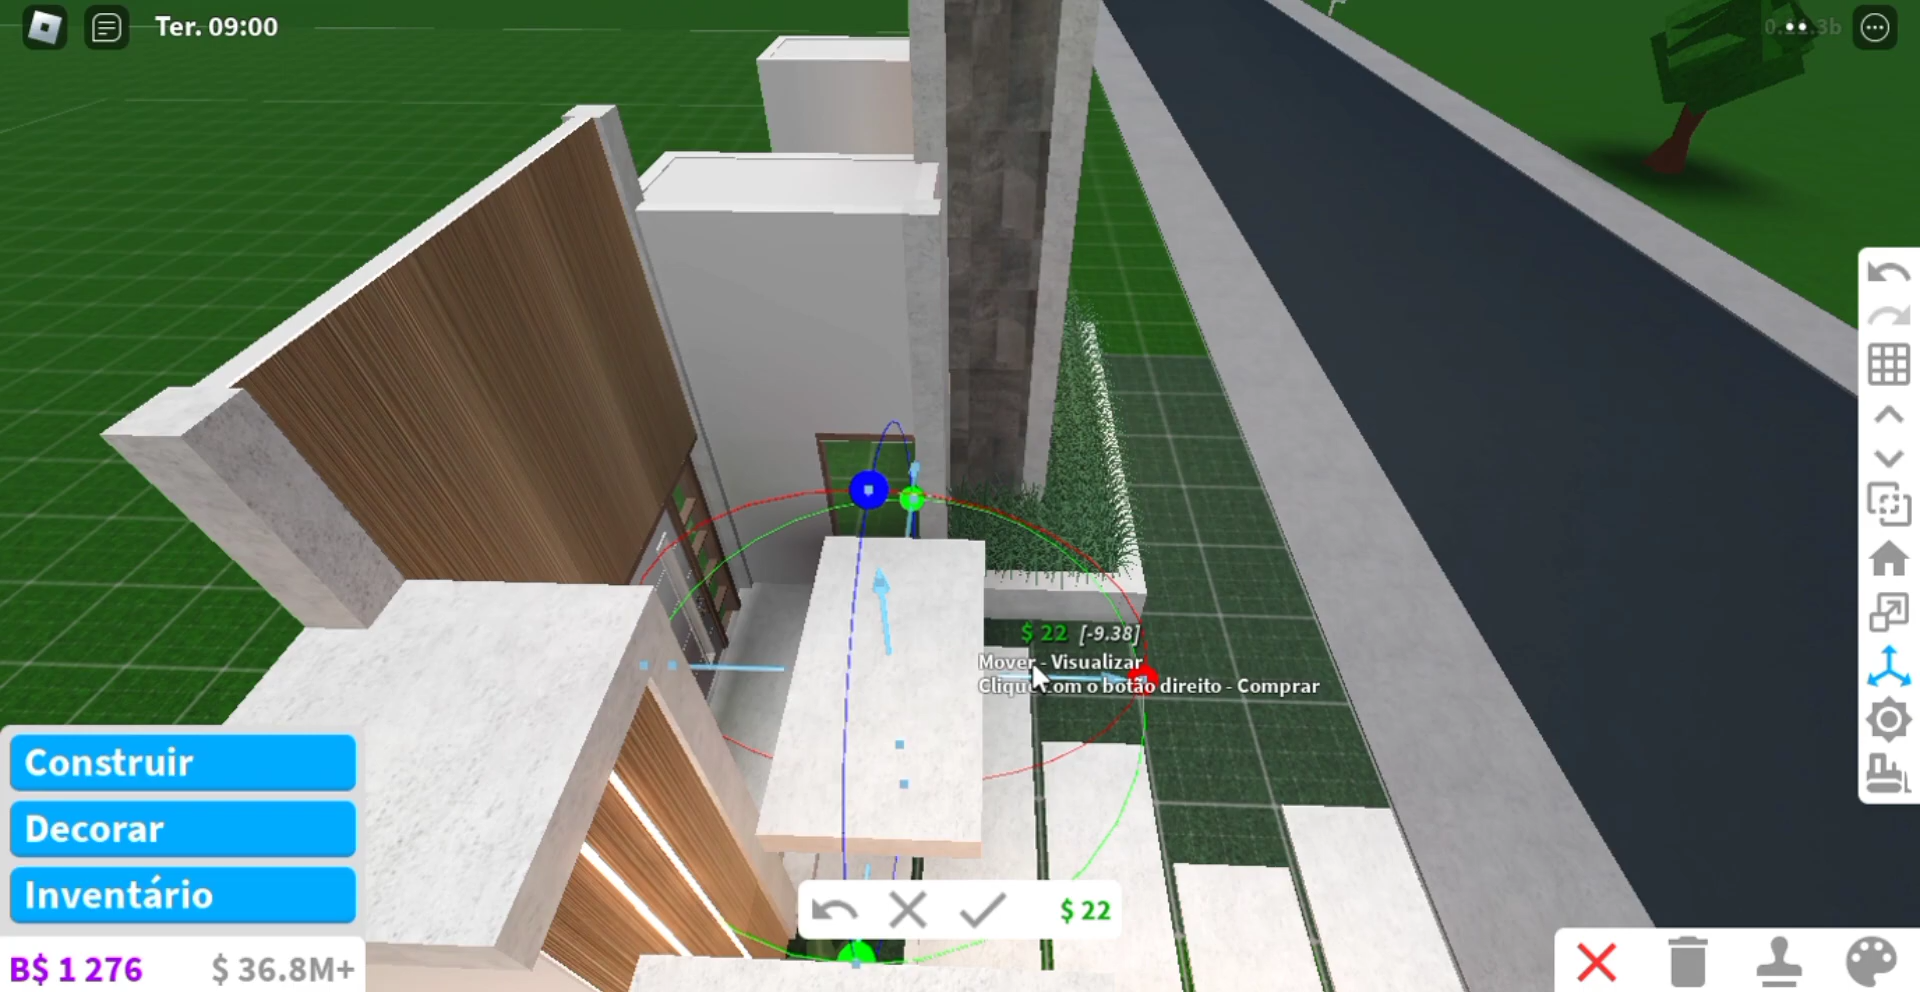 Ter. 09:00
$ 22 [-9.38]
Mover - Visualizar
Clique com o botão direito - Comprar
Construir
Decorar
Inventário
$ 22
B$ 1 276
$ 36.8M+